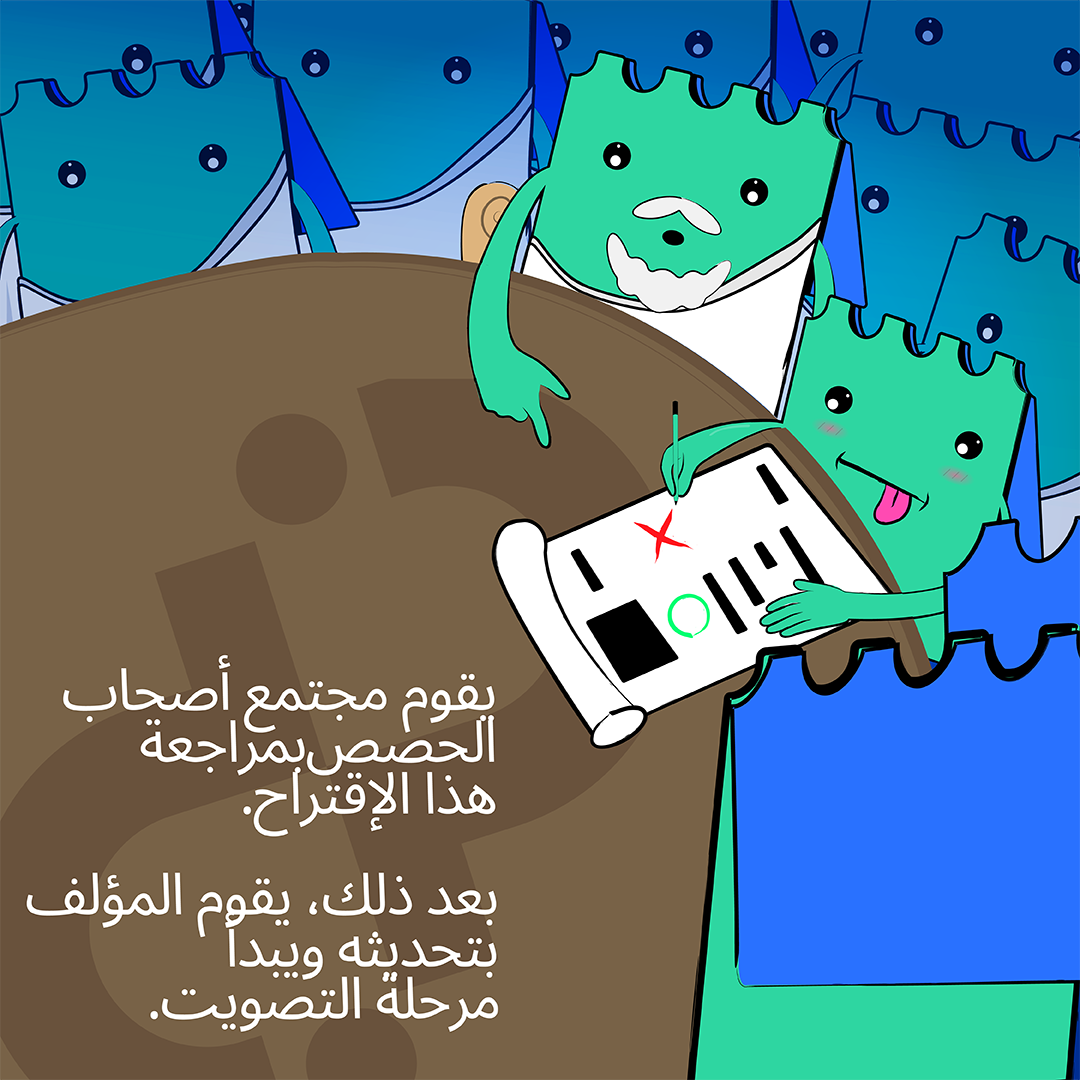 يقوم مجتمع أصحاب
الحصص بمراجعة
هذا الإقتراح.
بعد ذلك، يقوم المؤلف
بتحديثه ويبدأ
مرحلة التصويت.